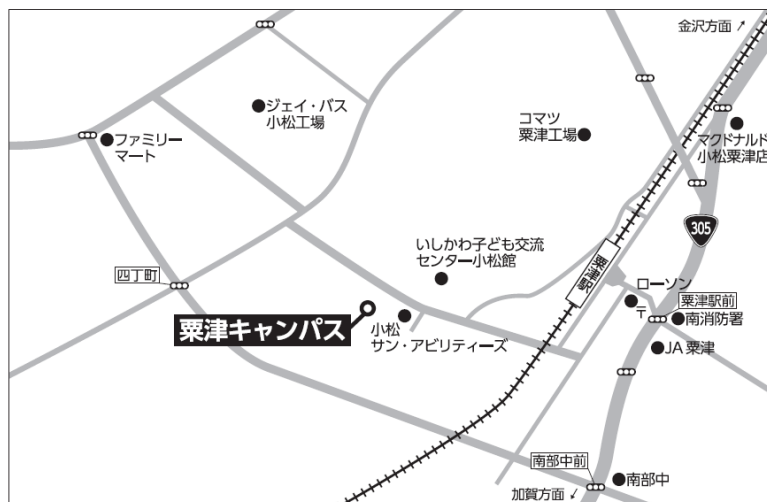 金沢方面
ジェイ・バス
小松工場
コマツ
粟津工場
ファミリー
マート
マクドナルド
小松粟津店
305
いしかわ子ども交流
センター小松館
粟津駅
四丁町
ローソン
〒
粟津駅前
南消防署
粟津キャンパス
小松
サン・アビリティーズ
JA粟津
南部中前
南部中
加賀方面